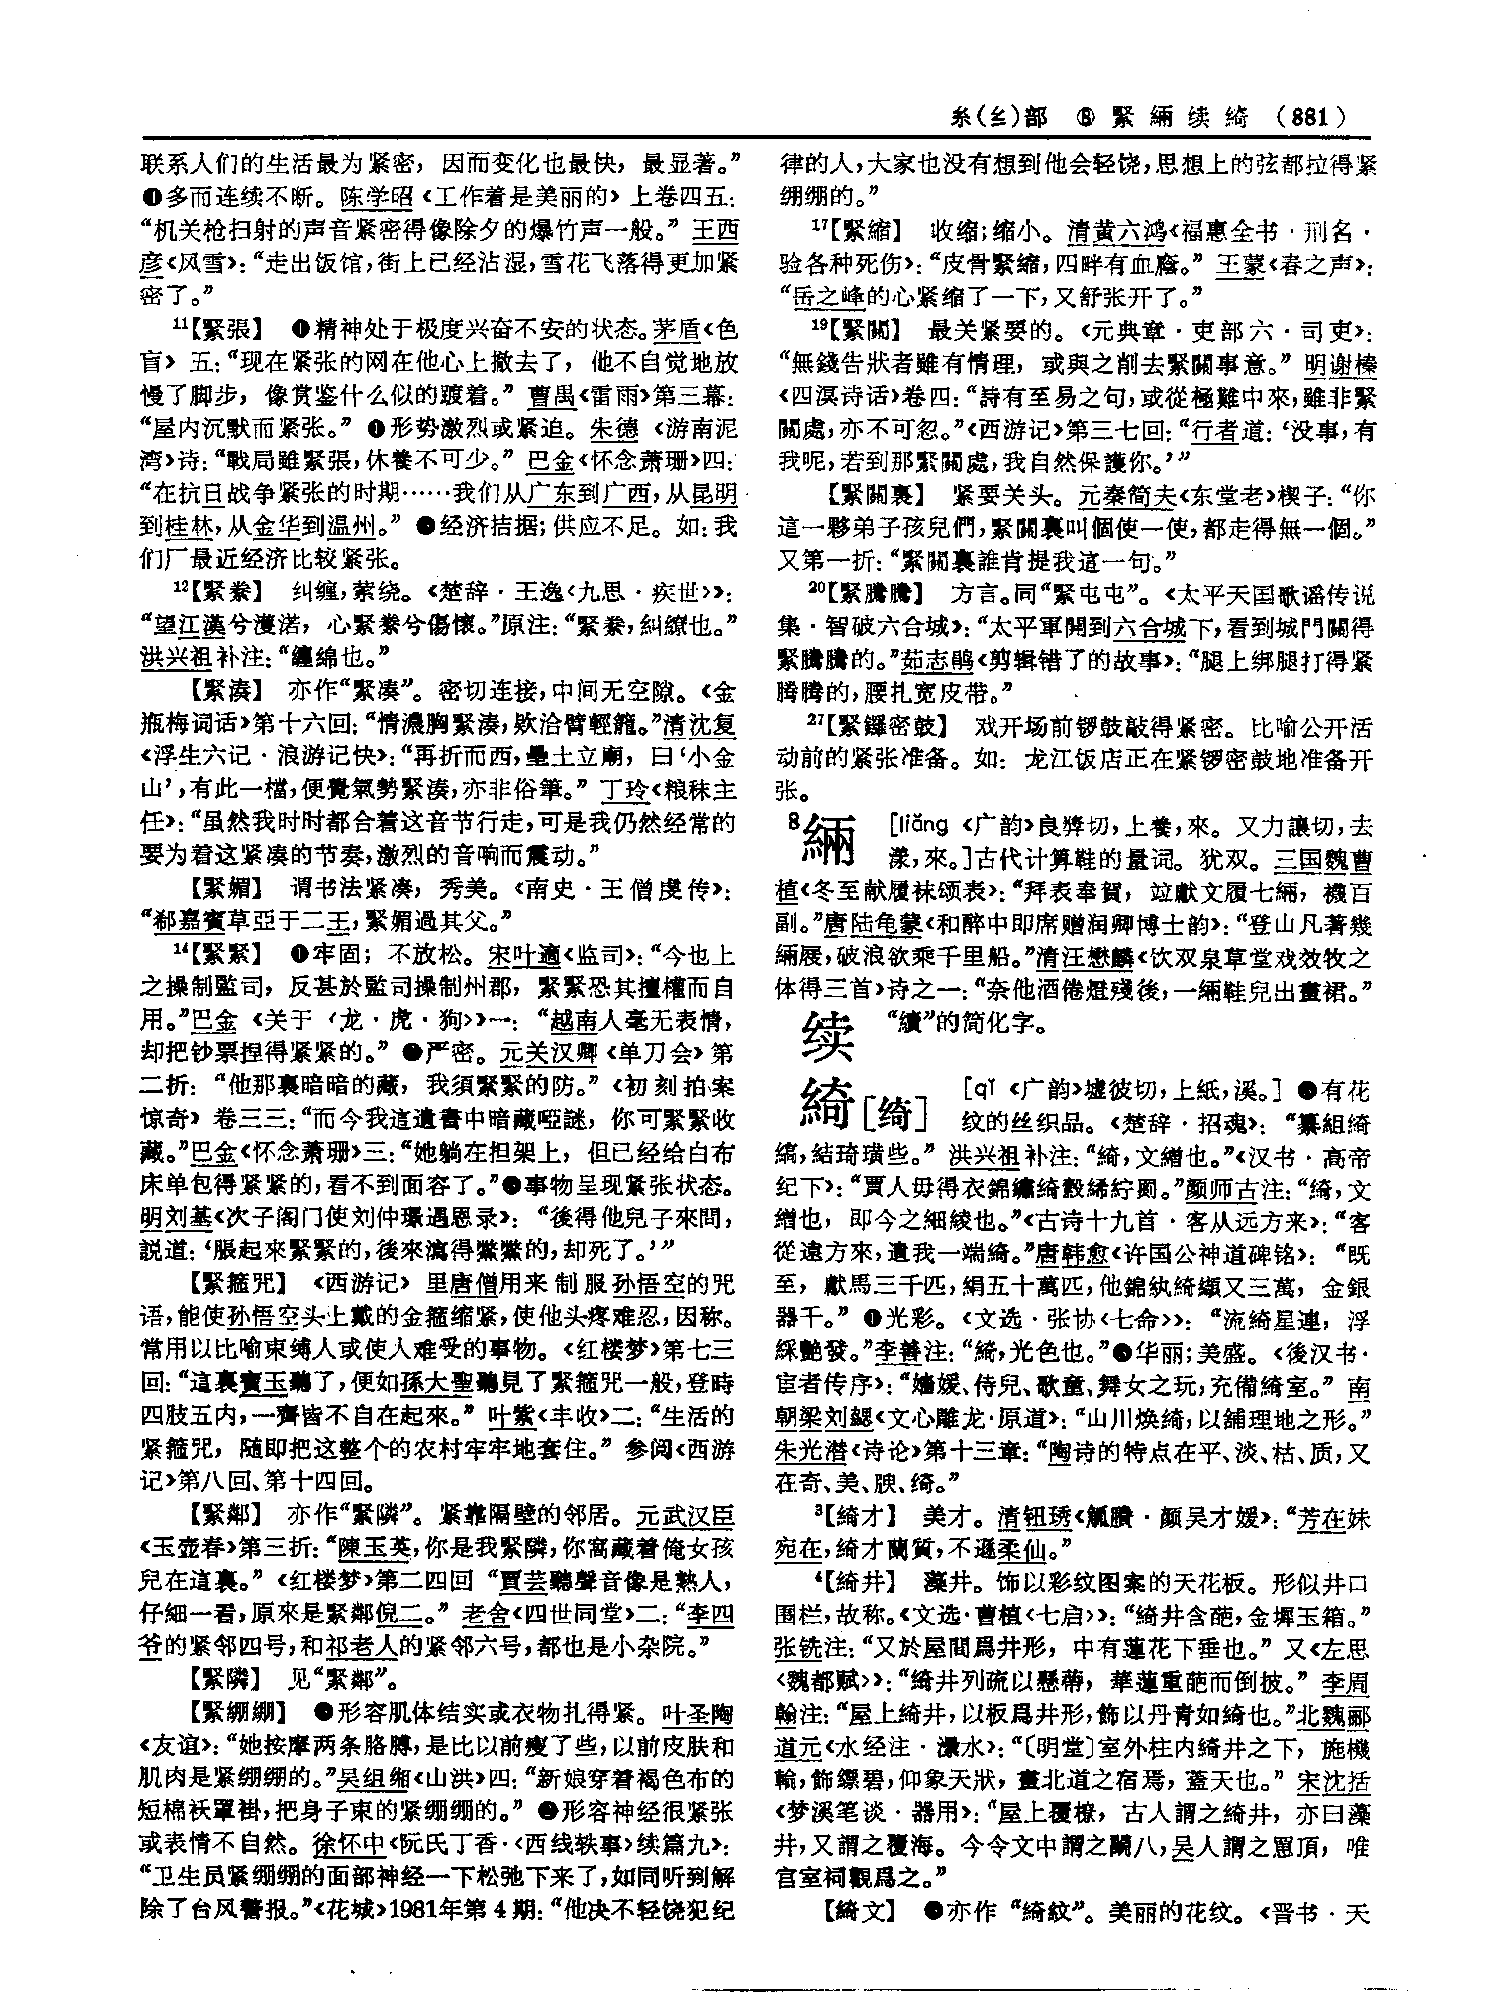 糸(纟)部 ⑧ 緊緉续綺 (881)
联系人们的生活最为紧密，因而变化也最快，最显著。”
多而连续不断。陈学昭《工作着是美丽的》上卷四五：
“机关枪扫射的声音紧密得像除夕的爆竹声一般。”王西
彦《风雪》：“走出饭馆，街上已经沾湿，雪花飞落得更加紧
密了。”
11【緊張】 ❶精神处于极度兴奋不安的状态。茅盾《色
盲》五：“现在紧张的网在他心上撤去了，他不自觉地放
慢了脚步，像赏鉴什么似的踱着。”曹禺《雷雨》第三幕：
“屋内沉默而紧张。”❷形势激烈或紧迫。朱德《游南泥
湾》诗：“戰局雖緊張，休養不可少。”巴金《怀念萧珊》四：
“在抗日战争紧张的时期……我们从广东到广西，从昆明
到桂林，从金华到温州。”❸经济拮据；供应不足。如：我
们厂最近经济比较紧张。
12【緊絭】 纠缠，萦绕。《楚辞·王逸〈九思·疾世〉》：
“望江漢兮濩渃，心緊絭兮傷懷。”原注：“緊絭，糾繚也。”
洪兴祖补注：“纏綿也。”
【緊湊】 亦作“緊凑”。密切连接，中间无空隙。《金
瓶梅词话》第十六回：“情濃胸緊湊，欵洽臂輕籠。”清沈复
《浮生六记·浪游记快》：“再折而西，壘土立廟，曰‘小金
山’，有此一檔，便覺氣勢緊湊，亦非俗筆。”丁玲《粮秣主
任》：“虽然我时时都合着这音节行走，可是我仍然经常的
要为着这紧凑的节奏，激烈的音响而震动。”
【緊媚】 谓书法紧凑，秀美。《南史·王僧虔传》：
“郗嘉賓草亞于二王，緊媚過其父。”
14【緊緊】 ❶牢固；不放松。宋叶適《监司》：“今也上
之操制監司，反甚於監司操制州郡，緊緊恐其擅權而自
用。”巴金《关于〈龙·虎·狗〉》一：“越南人毫无表情，
却把钞票捏得紧紧的。”❷严密。元关汉卿《单刀会》第
二折：“他那裏暗暗的藏，我須緊緊的防。”《初刻拍案
惊奇》卷三三：“而今我這遺書中暗藏啞謎，你可緊緊收
藏。”巴金《怀念萧珊》三：“她躺在担架上，但已经给白布
床单包得紧紧的，看不到面容了。”❸事物呈现紧张状态。
明刘基《次子阁门使刘仲璟遇恩录》：“後得他兒子來問，
説道：‘脹起來緊緊的，後來瀉得鱉鱉的，却死了。’”
【緊箍咒】 《西游记》里唐僧用来制服孙悟空的咒
语，能使孙悟空头上戴的金箍缩紧，使他头疼难忍，因称。
常用以比喻束缚人或使人难受的事物。《红楼梦》第七三
回：“這裏寳玉聽了，便如孫大聖聽見了緊箍咒一般，登時
四肢五内，一齊皆不自在起來。”叶紫《丰收》二：“生活的
紧箍咒，随即把这整个的农村牢牢地套住。”参阅《西游
记》第八回、第十四回。
【緊鄰】 亦作“緊隣”。紧靠隔壁的邻居。元武汉臣
《玉壶春》第三折：“陳玉英，你是我緊隣，你窩藏着俺女孩
兒在這裏。”《红楼梦》第二四回“賈芸聽聲音像是熟人，
仔細一看，原來是緊鄰倪二。”老舍《四世同堂》二：“李四
爷的紧邻四号，和祁老人的紧邻六号，都也是小杂院。”
【緊隣】 见“緊鄰”。
【緊綳綳】 ❶形容肌体结实或衣物扎得紧。叶圣陶
《友谊》：“她按摩两条胳膊，是比以前瘦了些，以前皮肤和
肌肉是紧绷绷的。”吴组缃《山洪》四：“新娘穿着褐色布的
短棉袄罩褂，把身子束的紧绷绷的。”❷形容神经很紧张
或表情不自然。徐怀中《阮氏丁香·〈西线轶事〉续篇九》：
“卫生员紧绷绷的面部神经一下松弛下来了，如同听到解
除了台风警报。”《花城》1981年第4期：“他决不轻饶犯纪
律的人，大家也没有想到他会轻饶，思想上的弦都拉得紧
绷绷的。”
17【緊縮】 收缩；缩小。清黄六鸿《福惠全书·刑名·
验各种死伤》：“皮骨緊縮，四畔有血廕。”王蒙《春之声》：
“岳之峰的心紧缩了一下，又舒张开了。”
19【緊關】 最关紧要的。《元典章·吏部六·司吏》：
“無錢告狀者雖有情理，或與之削去緊關事意。”明谢榛
《四溟诗话》卷四：“詩有至易之句，或從極難中來，雖非緊
關處，亦不可忽。”《西游记》第三七回：“行者道：‘没事，有
我呢，若到那緊關處，我自然保護你。’”
【緊關裏】 紧要关头。元秦简夫《东堂老》楔子：“你
這一夥弟子孩兒們，緊關裏叫個使一使，都走得無一個。”
又第一折：“緊關裏誰肯提我這一句。”
20【緊騰騰】 方言。同“緊屯屯”。《太平天国歌谣传说
集·智破六合城》：“太平軍開到六合城下，看到城門關得
緊騰騰的。”茹志鹃《剪辑错了的故事》：“腿上绑腿打得紧
腾腾的，腰扎宽皮带。”
27【緊鑼密鼓】 戏开场前锣鼓敲得紧密。比喻公开活
动前的紧张准备。如：龙江饭店正在紧锣密鼓地准备开
张。
8緉 [liǎng 《广韵》良獎切，上養，來。又力讓切，去
漾，來。]古代计算鞋的量词。犹双。三国魏曹
植《冬至献履袜颂表》：“拜表奉賀，竝獻文履七緉，襪百
副。”唐陆龟蒙《和醉中即席赠润卿博士韵》：“登山凡著幾
緉屐，破浪欲乘千里船。”清汪懋麟《饮双泉草堂戏效牧之
体得三首》诗之一：“奈他酒倦燈殘後，一緉鞋兒出畫裙。”
续 “續”的简化字。
綺[绮] [qǐ 《广韵》墟彼切，上紙，溪。]❶有花
纹的丝织品。《楚辞·招魂》：“纂組綺
縞，結琦璜些。”洪兴祖补注：“綺，文繒也。”《汉书·高帝
纪下》：“賈人毋得衣錦繡綺縠絺紵罽。”颜师古注：“綺，文
繒也，即今之細綾也。”《古诗十九首·客从远方来》：“客
從遠方來，遺我一端綺。”唐韩愈《许国公神道碑铭》：“既
至，獻馬三千匹，絹五十萬匹，他錦紈綺纈又三萬，金銀
器千。”❷光彩。《文选·张协〈七命〉》：“流綺星連，浮
綵艷發。”李善注：“綺，光色也。”❸华丽；美盛。《後汉书·
宦者传序》：“嬙媛、侍兒、歌童、舞女之玩，充備綺室。”南
朝梁刘勰《文心雕龙·原道》：“山川焕綺，以舖理地之形。”
朱光潜《诗论》第十三章：“陶诗的特点在平、淡、枯、质，又
在奇、美、腴、绮。”
3【綺才】 美才。清钮琇《觚賸·颜吴才媛》：“芳在妹
宛在，綺才蘭質，不遜柔仙。”
4【綺井】 藻井。饰以彩纹图案的天花板。形似井口
围栏，故称。《文选·曹植〈七启〉》：“綺井含葩，金墀玉箱。”
张铣注：“又於屋間爲井形，中有蓮花下垂也。”又《左思
〈魏都赋〉》：“綺井列疏以懸蔕，華蓮重葩而倒披。”李周
翰注：“屋上綺井，以板爲井形，飾以丹青如綺也。”北魏郦
道元《水经注·㶟水》：“〔明堂〕室外柱内綺井之下，施機
輪，飾縹碧，仰象天狀，畫北道之宿焉，蓋天也。”宋沈括
《梦溪笔谈·器用》：“屋上覆橑，古人謂之綺井，亦曰藻
井，又謂之覆海。今令文中謂之鬭八，吴人謂之罳頂，唯
宫室祠觀爲之。”
【綺文】 ❶亦作“綺紋”。美丽的花纹。《晋书·天